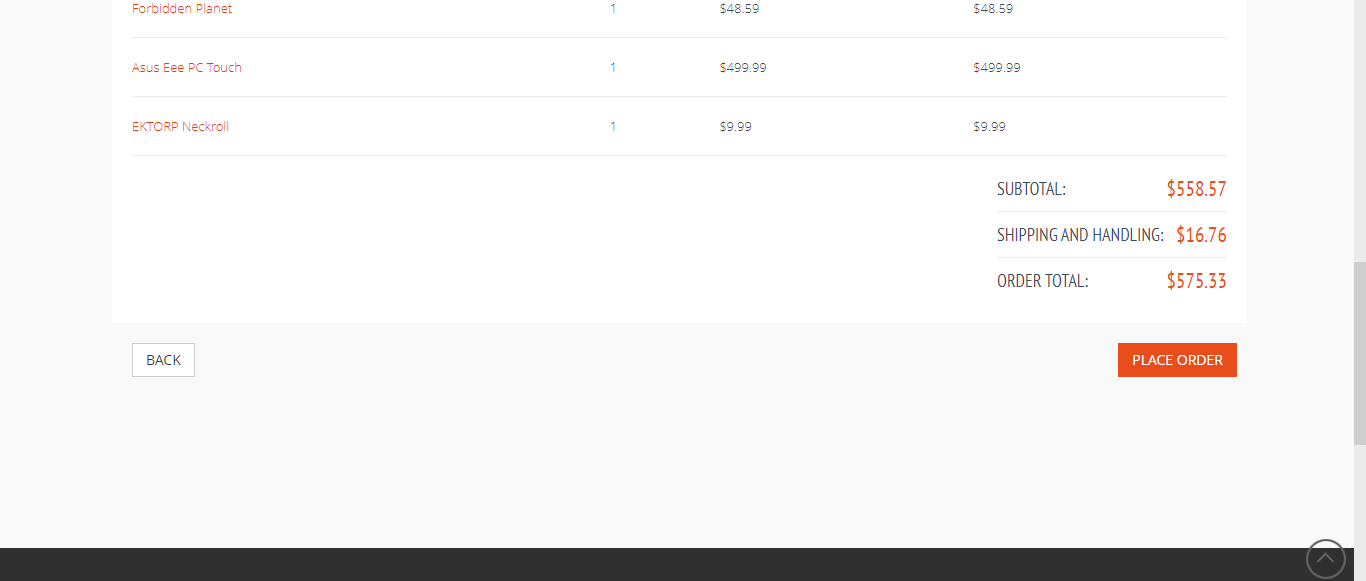 Forbidden Planet 1 $48.59 $48.59
Asus Eee PC Touch 1 $499.99 $499.99
EKTORP Neckroll 1 $9.99 $9.99
SUBTOTAL: $558.57
SHIPPING AND HANDLING: $16.76
ORDER TOTAL: $575.33
BACK PLACE ORDER